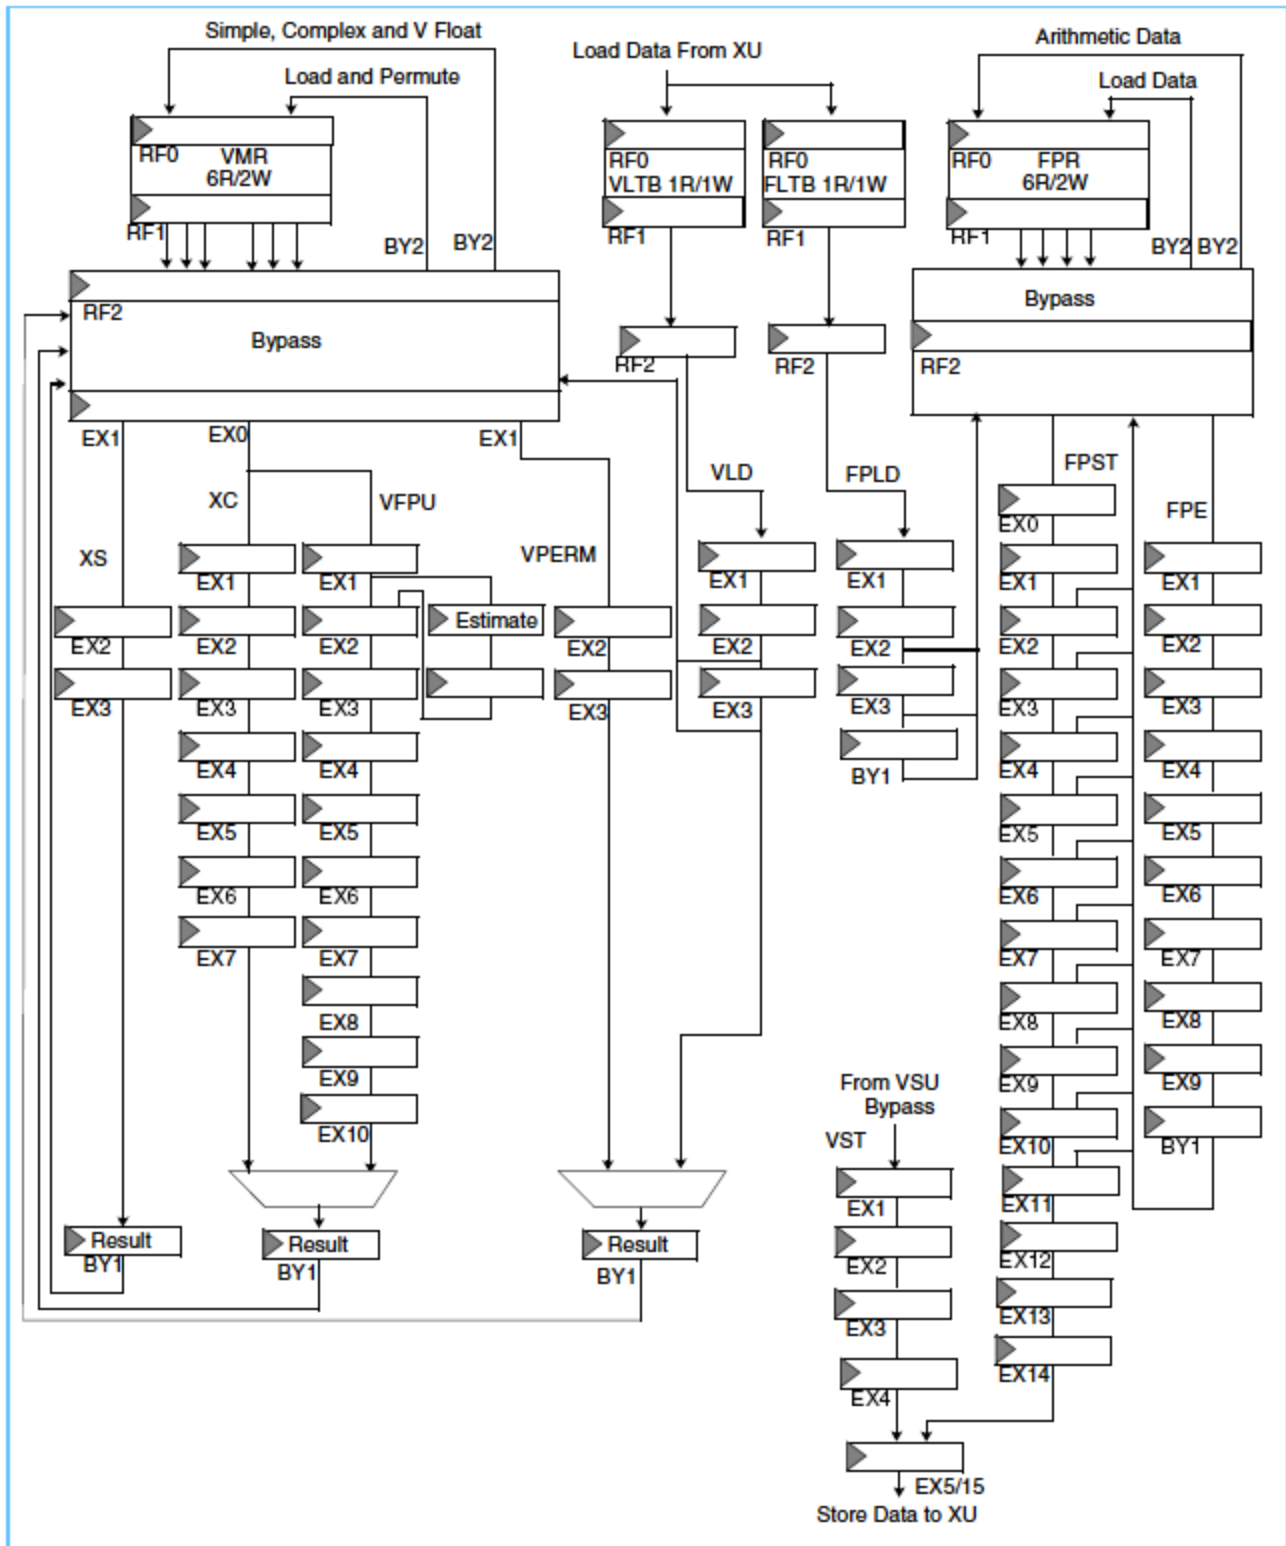 Simple, Complex and V Float
Load Data From XU
Arithmetic Data
Load and Permute
Load Data
RF0
VMR
6R/2W
RF1
BY2
BY2
RF0
VLTB 1R/1W
RF1
RF0
FLTB 1R/1W
RF1
RF0
FPR
6R/2W
RF1
BY2
BY2
RF2
Bypass
RF2
RF2
Bypass
RF2
EX1
EX0
EX1
XS
EX2
EX3
XC
EX1
EX2
EX3
EX4
EX5
EX6
EX7
VFPU
EX1
EX2
EX3
EX4
EX5
EX6
EX7
EX8
EX9
EX10
Estimate
VPERM
EX2
EX3
VLD
EX1
EX2
EX3
FPLD
EX1
EX2
EX3
BY1
FPST
EX0
EX1
EX2
EX3
EX4
EX5
EX6
EX7
EX8
EX9
EX10
EX11
EX12
EX13
EX14
FPE
EX1
EX2
EX3
EX4
EX5
EX6
EX7
EX8
EX9
BY1
Result
BY1
Result
BY1
Result
BY1
From VSU
Bypass
VST
EX1
EX2
EX3
EX4
EX5/15
Store Data to XU